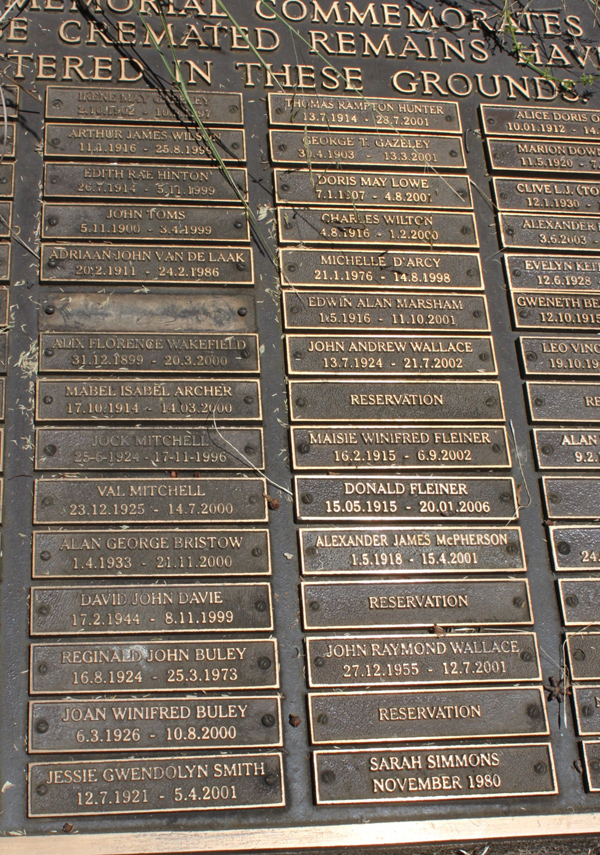 MEMORIAL COMMEMORATES
CREMATED REMAINS HAVE
IN THESE GROUNDS
IRENE MAY
ARTHUR JAMES WILSON
11.1.1916 - 25.8.1999
EDITH RAE HINTON
26.7.1914 - 5.11.1999
JOHN TOMS
5.11.1900 - 3.4.1999
ADRIAAN JOHN VAN DE LAAK
20.2.1911 - 24.2.1986
ALIX FLORENCE WAKEFIELD
31.12.1899 - 20.3.2000
MABEL ISABEL ARCHER
17.10.1914 - 14.03.2000
JOCK MITCHELL
25-6-1924 - 17-11-1996
VAL MITCHELL
23.12.1925 - 14.7.2000
ALAN GEORGE BRISTOW
1.4.1933 - 21.11.2000
DAVID JOHN DAVIE
17.2.1944 - 8.11.1999
REGINALD JOHN BULEY
16.8.1924 - 25.3.1973
JOAN WINIFRED BULEY
6.3.1926 - 10.8.2000
JESSIE GWENDOLYN SMITH
12.7.1921 - 5.4.2001
THOMAS RAMPTON HUNTER
13.7.1914 - 28.7.2001
GEORGE T. GAZELEY
30.4.1903 - 13.3.2001
DORIS MAY LOWE
7.1.1907 - 4.8.2001
CHARLES WILTON
4.8.1916 - 1.2.2000
MICHELLE D'ARCY
21.1.1976 - 14.8.1998
EDWIN ALAN MARSHAM
1.5.1916 - 11.10.2001
JOHN ANDREW WALLACE
13.7.1924 - 21.7.2002
RESERVATION
MAISIE WINIFRED FLEINER
16.2.1915 - 6.9.2002
DONALD FLEINER
15.05.1915 - 20.01.2006
ALEXANDER JAMES McPHERSON
1.5.1918 - 15.4.2001
RESERVATION
JOHN RAYMOND WALLACE
27.12.1955 - 12.7.2001
RESERVATION
SARAH SIMMONS
NOVEMBER 1980
ALICE DORIS
10.01.1912 -
MARION
11.5.1920 -
CLIVE L.J.
12.1.1930 -
ALEXANDER
3.6.2003 -
EVELYN
12.6.1928
GWENETH
12.10.1915
LEO
ALAN